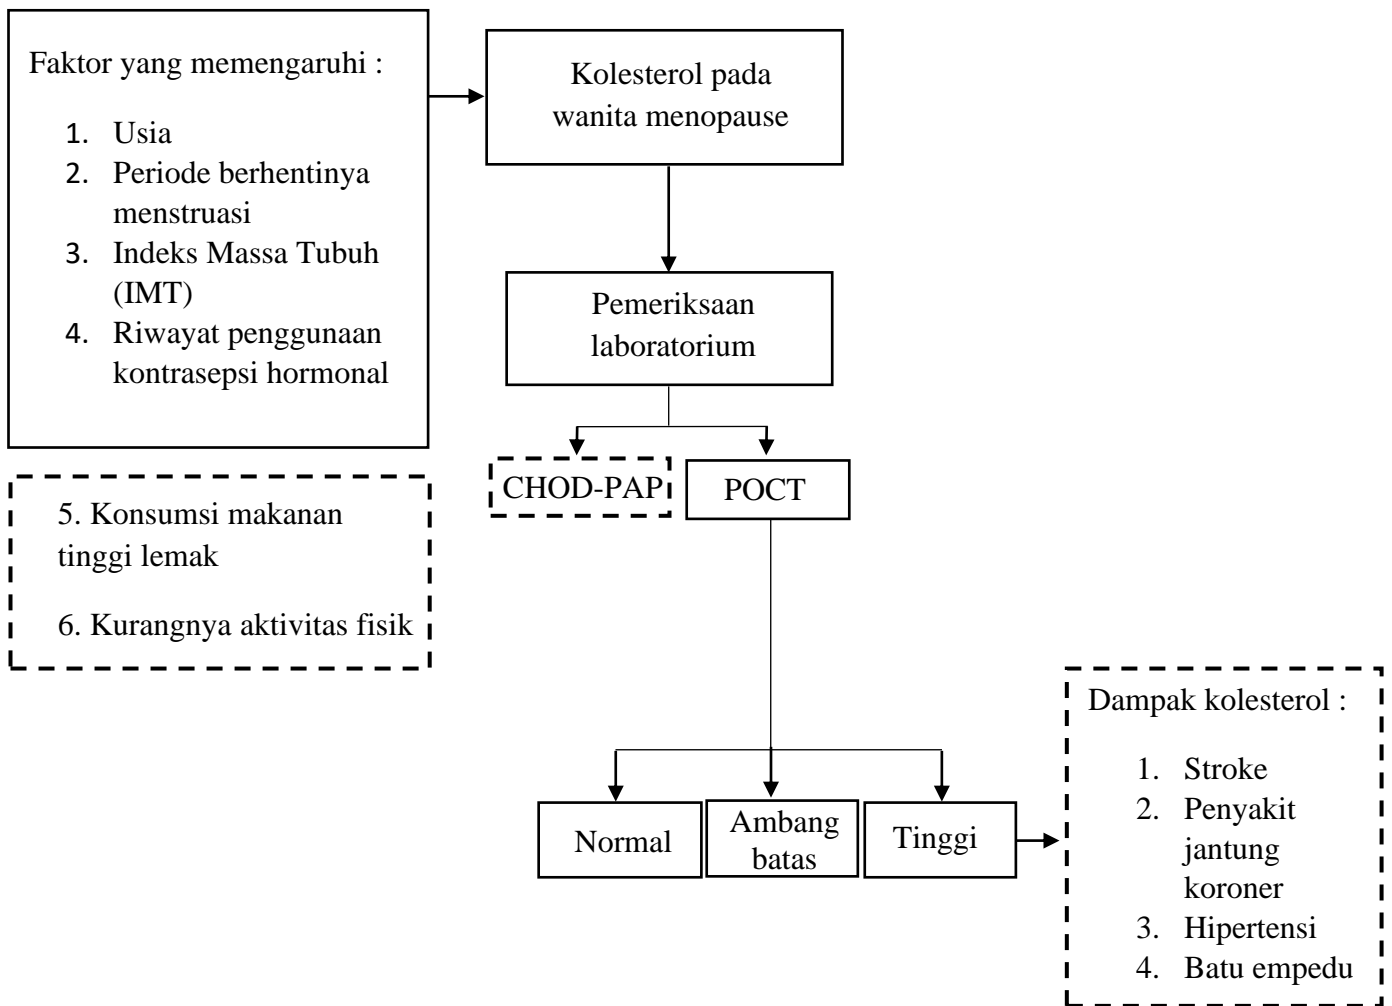 Faktor yang memengaruhi :
1. Usia
2. Periode berhentinya
menstruasi
3. Indeks Massa Tubuh
(IMT)
4. Riwayat penggunaan
kontrasepsi hormonal
5. Konsumsi makanan
tinggi lemak
6. Kurangnya aktivitas fisik
Kolesterol pada
wanita menopause
Pemeriksaan
laboratorium
CHOD-PAP
POCT
Normal
Ambang
batas
Tinggi
Dampak kolesterol :
1. Stroke
2. Penyakit
jantung
koroner
3. Hipertensi
4. Batu empedu